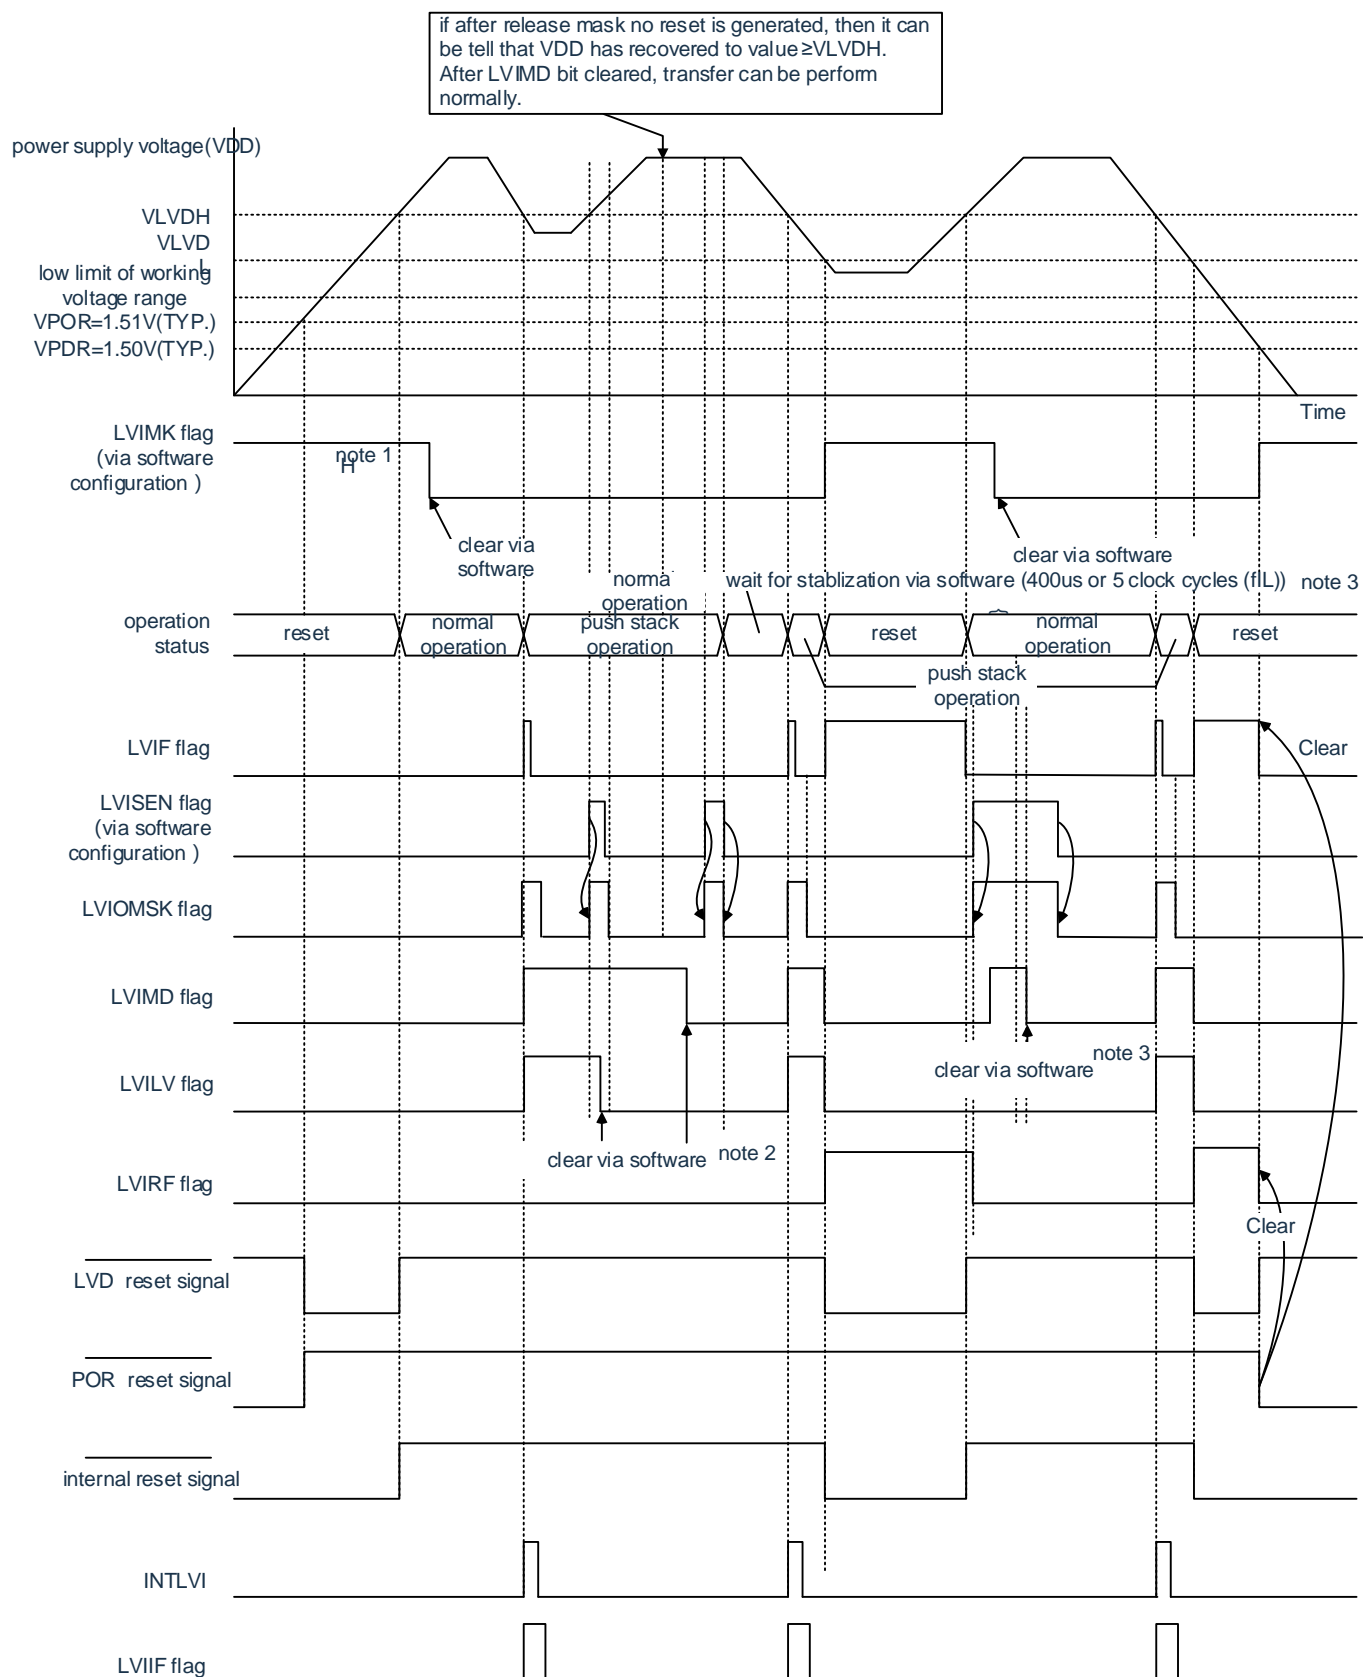 if after release mask no reset is generated, then it can
be tell that VDD has recovered to value≥VLVDH.
After LVIMD bit cleared, transfer can be perform
normally.
power supply voltage(VDD)
VLVDH
VLVD
L
low limit of working
voltage range
VPOR=1.51V(TYP.)
VPDR=1.50V(TYP.)
Time
LVIMK flag
(via software
configuration )
note 1
H
clear via
software
clear via software
normal
operation
wait for stablization via software (400us or 5 clock cycles (fIL))
note 3
operation
status
reset
normal
operation
push stack
operation
reset
normal
operation
reset
push stack
operation
LVIF flag
Clear
LVISEN flag
(via software
configuration )
LVIOMSK flag
LVIMD flag
clear via software
note 3
LVILV flag
clear via software
note 2
LVIRF flag
Clear
LVD reset signal
POR reset signal
internal reset signal
INTLVI
LVIIF flag